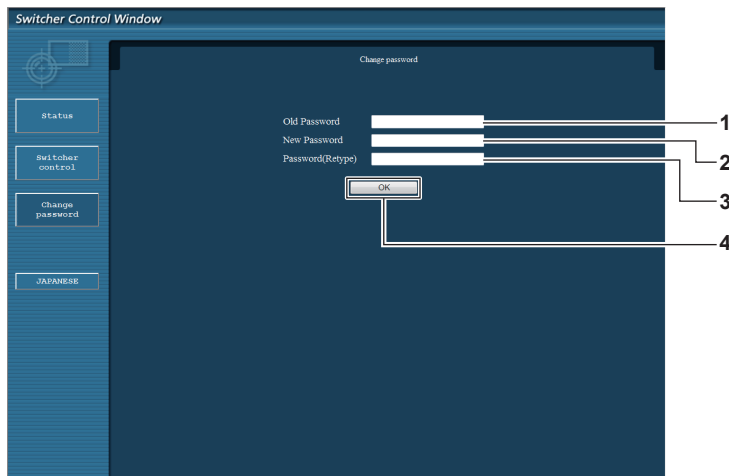 Switcher Control Window
Change password
Status
Switcher
control
Change
password
JAPANESE
Old Password
New Password
Password(Retype)
OK
1
2
3
4